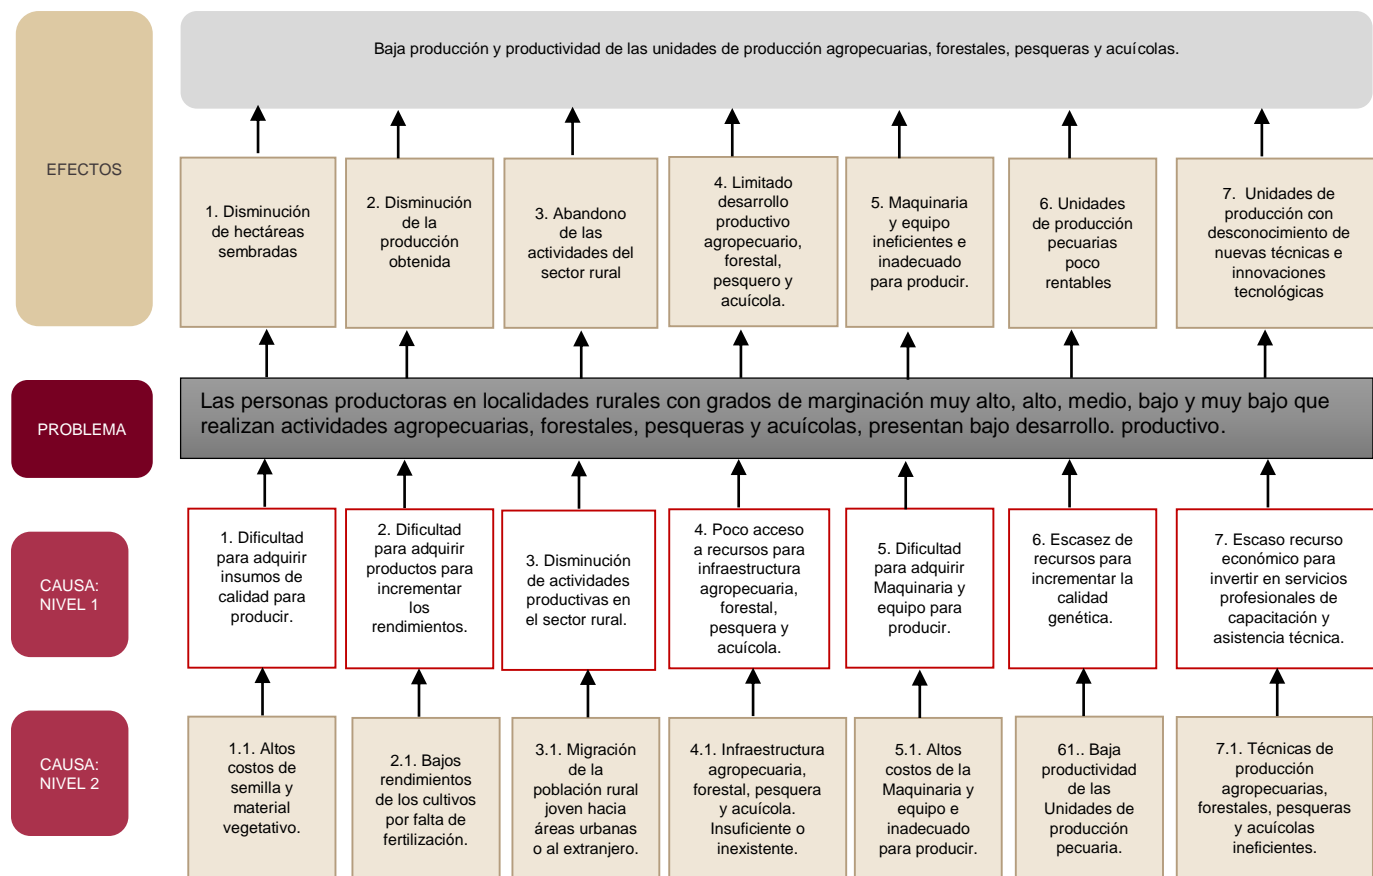 Baja producción y productividad de las unidades de producción agropecuarias, forestales, pesqueras y acuícolas.
EFECTOS
1. Disminución
de hectáreas
sembradas
2. Disminución
de la
producción
obtenida
3. Abandono
de las
actividades del
sector rural
4. Limitado
desarrollo
productivo
agropecuario,
forestal,
pesquero y
acuícola.
5. Maquinaria
y equipo
ineficientes e
inadecuado
para producir.
6. Unidades
de producción
pecuarias
poco
rentables
7. Unidades de
producción con
desconocimiento de
nuevas técnicas e
innovaciones
tecnológicas
PROBLEMA
Las personas productoras en localidades rurales con grados de marginación muy alto, alto, medio, bajo y muy bajo que
realizan actividades agropecuarias, forestales, pesqueras y acuícolas, presentan bajo desarrollo. productivo.
CAUSA:
NIVEL 1
1. Dificultad
para adquirir
insumos de
calidad para
producir.
2. Dificultad
para adquirir
productos para
incrementar
los
rendimientos.
3. Disminución
de actividades
productivas en
el sector rural.
4. Poco acceso
a recursos para
infraestructura
agropecuaria,
forestal,
pesquera y
acuícola.
5. Dificultad
para adquirir
Maquinaria y
equipo para
producir.
6. Escasez de
recursos para
incrementar la
calidad
genética.
7. Escaso recurso
económico para
invertir en servicios
profesionales de
capacitación y
asistencia técnica.
CAUSA:
NIVEL 2
1.1. Altos
costos de
semilla y
material
vegetativo.
2.1. Bajos
rendimientos
de los cultivos
por falta de
fertilización.
3.1. Migración
de la
población rural
joven hacia
áreas urbanas
o al extranjero.
4.1. Infraestructura
agropecuaria,
forestal, pesquera
y acuícola.
Insuficiente o
inexistente.
5.1. Altos
costos de la
Maquinaria y
equipo e
inadecuado
para producir.
61.. Baja
productividad
de las
Unidades de
producción
pecuaria.
7.1. Técnicas de
producción
agropecuarias,
forestales, pesqueras
y acuícolas
ineficientes.